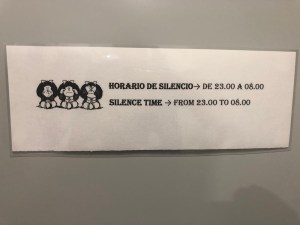 HORARIO DE SILENCIO→ DE 23.00 A 08.00
SILENCE TIME → FROM 23.00 TO 08.00